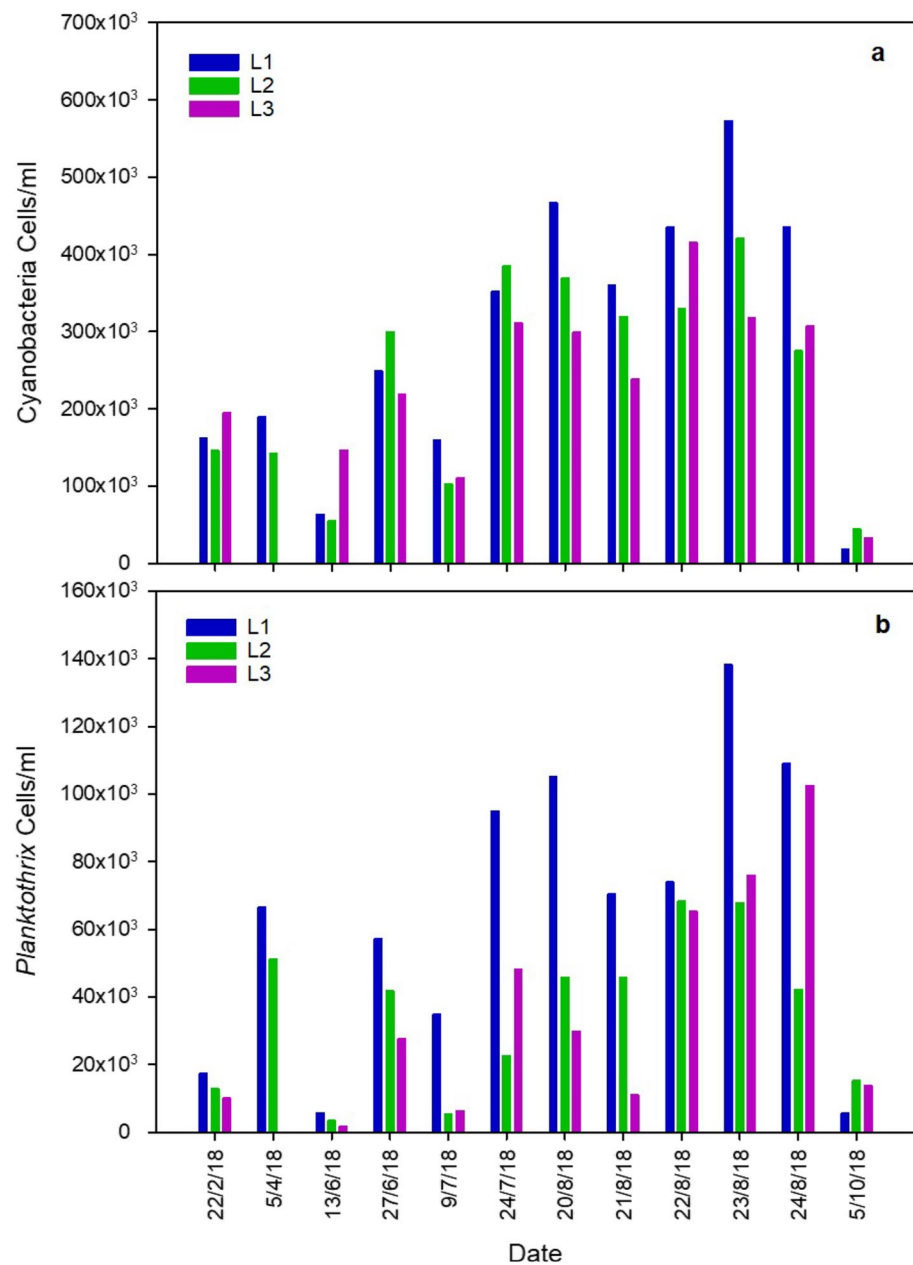 a
L1
L2
L3
Cyanobacteria Cells/ml
700x10³
600x10³
500x10³
400x10³
300x10³
200x10³
100x10³
0
b
L1
L2
L3
Planktothrix Cells/ml
160x10³
140x10³
120x10³
100x10³
80x10³
60x10³
40x10³
20x10³
0
22/2/18
5/4/18
13/6/18
27/6/18
9/7/18
24/7/18
20/8/18
21/8/18
22/8/18
23/8/18
24/8/18
5/10/18
Date